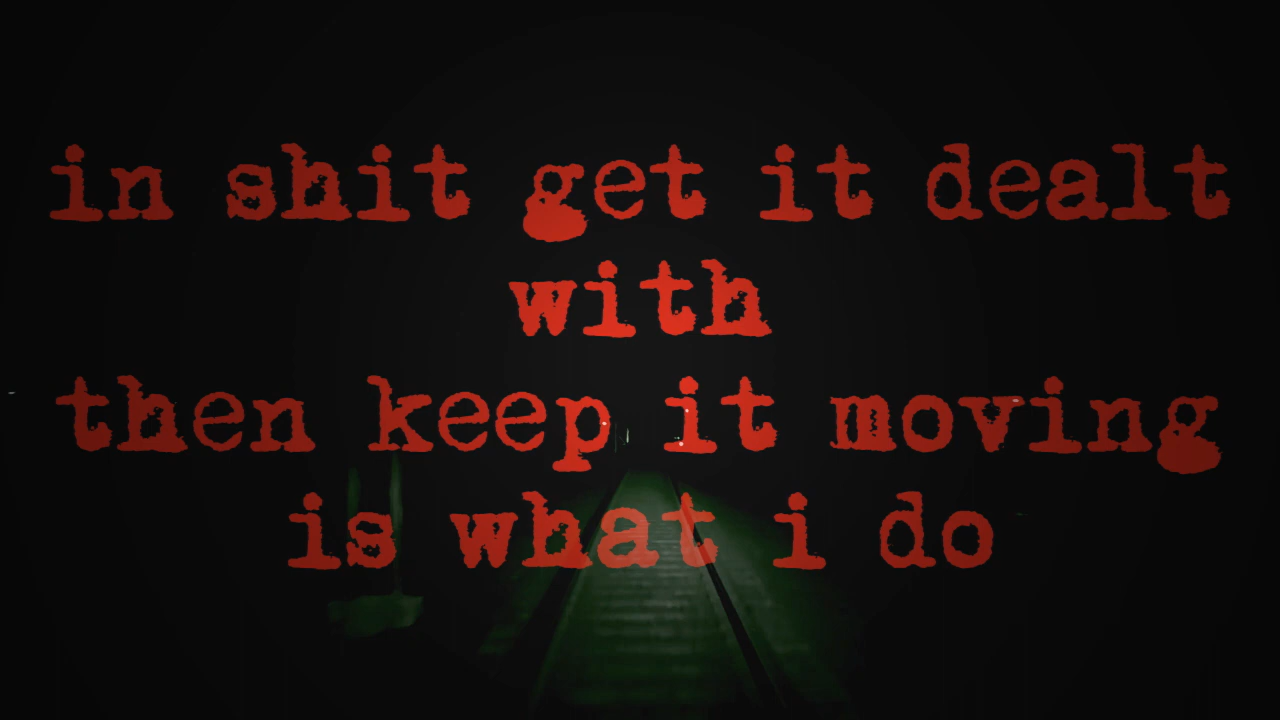 in shit get it dealt
with
then keep it moving
is what i do